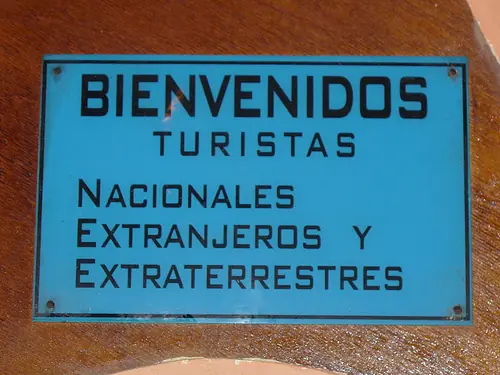 BIENVENIDOS
TURISTAS
NACIONALES
EXTRANJEROS Y
EXTRATERRESTRES